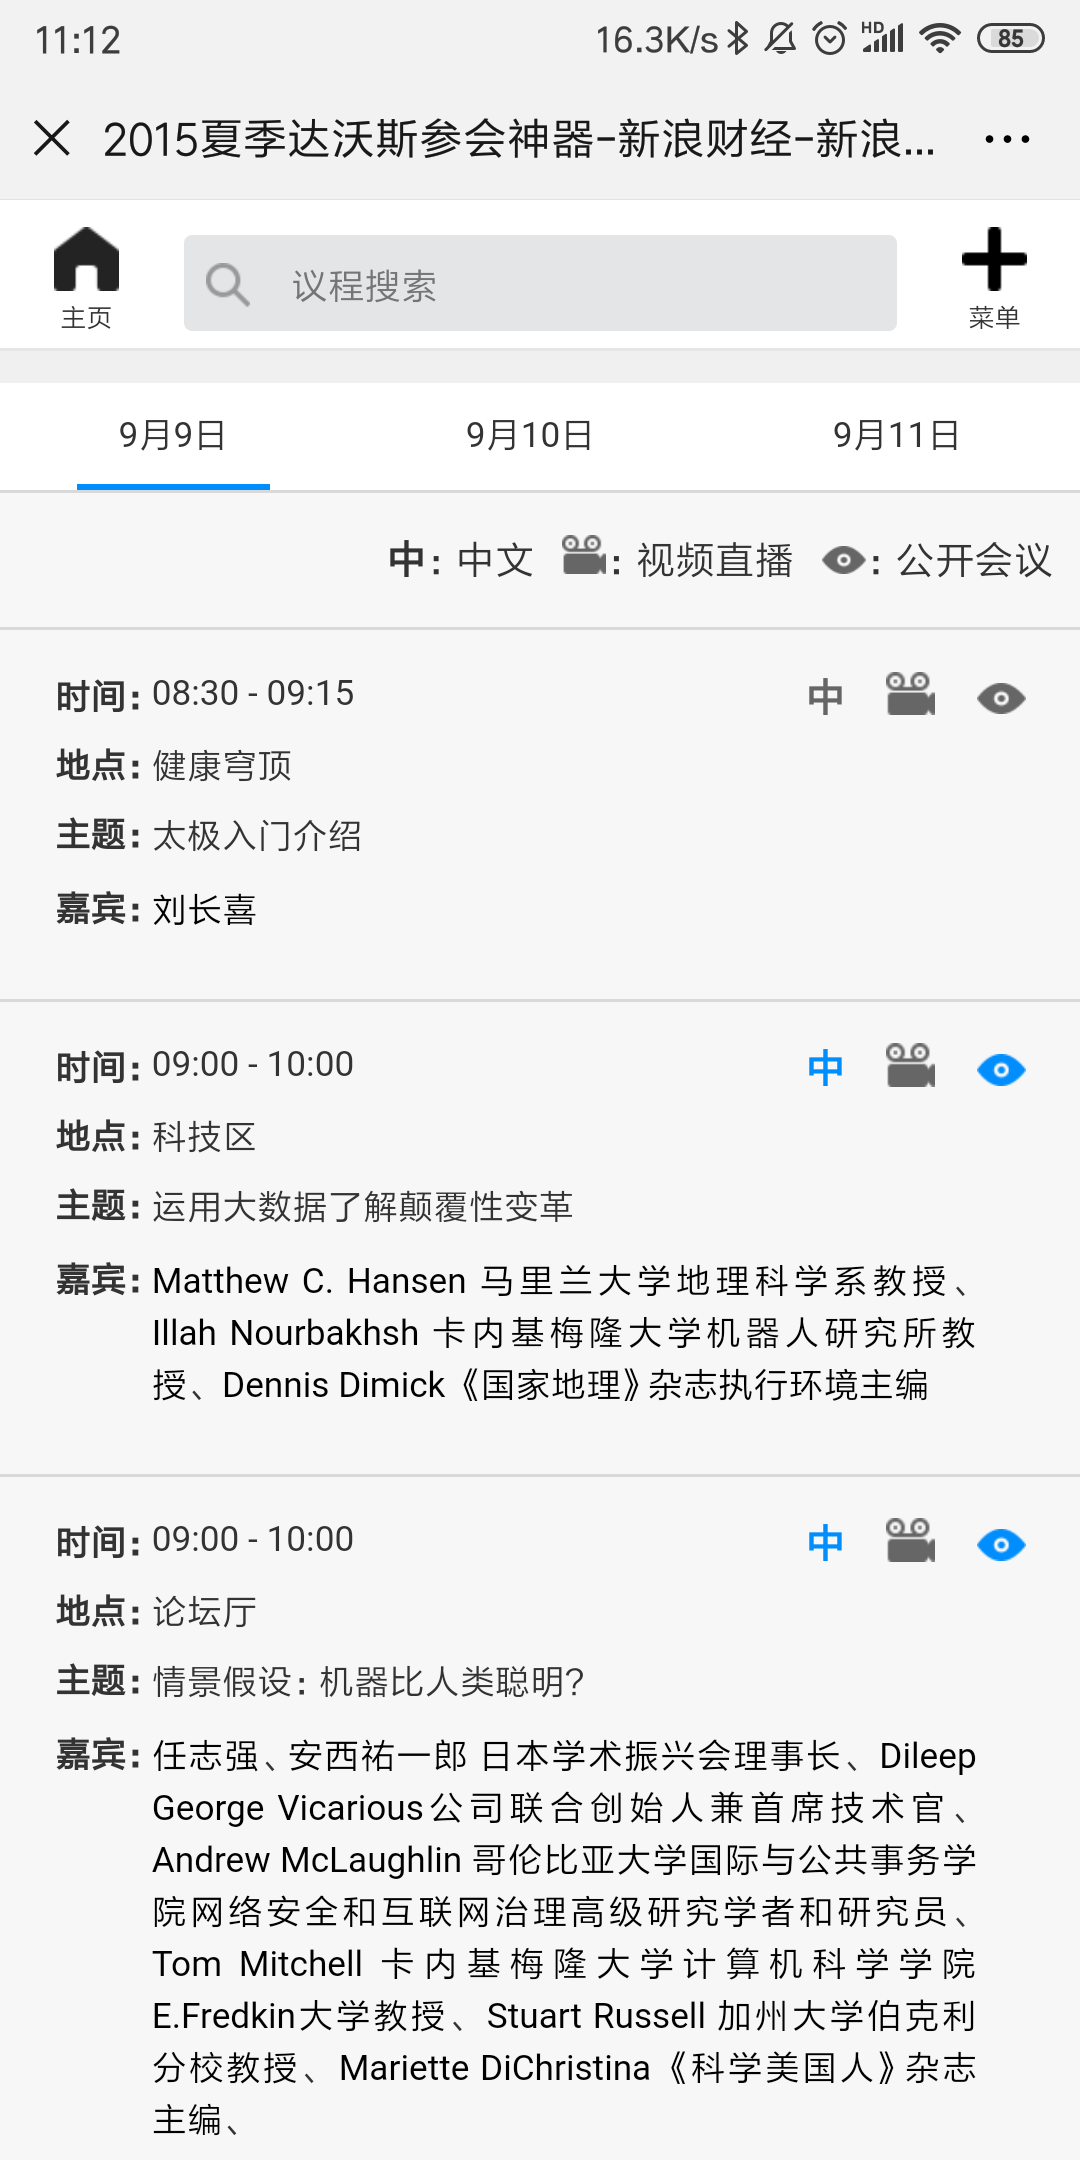 11:12 16.3K/s HD 85
2015夏季达沃斯参会神器-新浪财经-新浪...
议程搜索
主页 菜单
9月9日 9月10日 9月11日
中: 中文 : 视频直播 : 公开会议
时间: 08:30 - 09:15 中
地点: 健康穹顶
主题: 太极入门介绍
嘉宾: 刘长喜
时间: 09:00 - 10:00 中
地点: 科技区
主题: 运用大数据了解颠覆性变革
嘉宾: Matthew C. Hansen 马里兰大学地理科学系教授、
Illah Nourbakhsh 卡内基梅隆大学机器人研究所教
授、Dennis Dimick《国家地理》杂志执行环境主编
时间: 09:00 - 10:00 中
地点: 论坛厅
主题: 情景假设: 机器比人类聪明?
嘉宾: 任志强、安西祐一郎 日本学术振兴会理事长、Dileep
George Vicarious公司联合创始人兼首席技术官、
Andrew McLaughlin 哥伦比亚大学国际与公共事务学
院网络安全和互联网治理高级研究学者和研究员、
Tom Mitchell 卡内基梅隆大学计算机科学学院
E.Fredkin大学教授、Stuart Russell 加州大学伯克利
分校教授、Mariette DiChristina《科学美国人》杂志
主编、